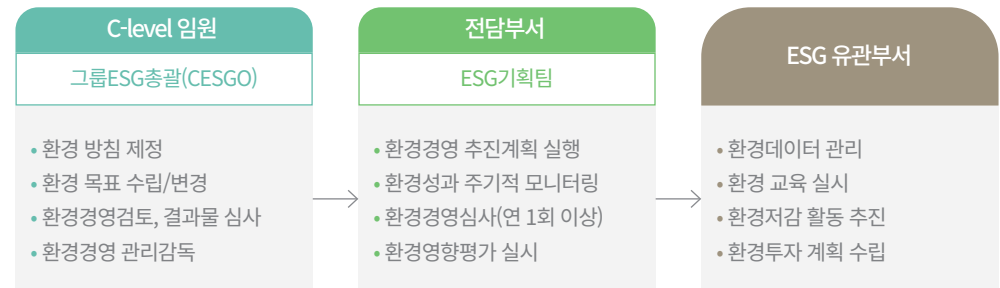 C-level 임원
그룹ESG총괄(CESGO)
• 환경 방침 제정
• 환경 목표 수립/변경
• 환경경영검토, 결과물 심사
• 환경경영 관리감독
전담부서
ESG기획팀
• 환경경영 추진계획 실행
• 환경성과 주기적 모니터링
• 환경경영심사(연 1회 이상)
• 환경영향평가 실시
ESG 유관부서
• 환경데이터 관리
• 환경 교육 실시
• 환경저감 활동 추진
• 환경투자 계획 수립